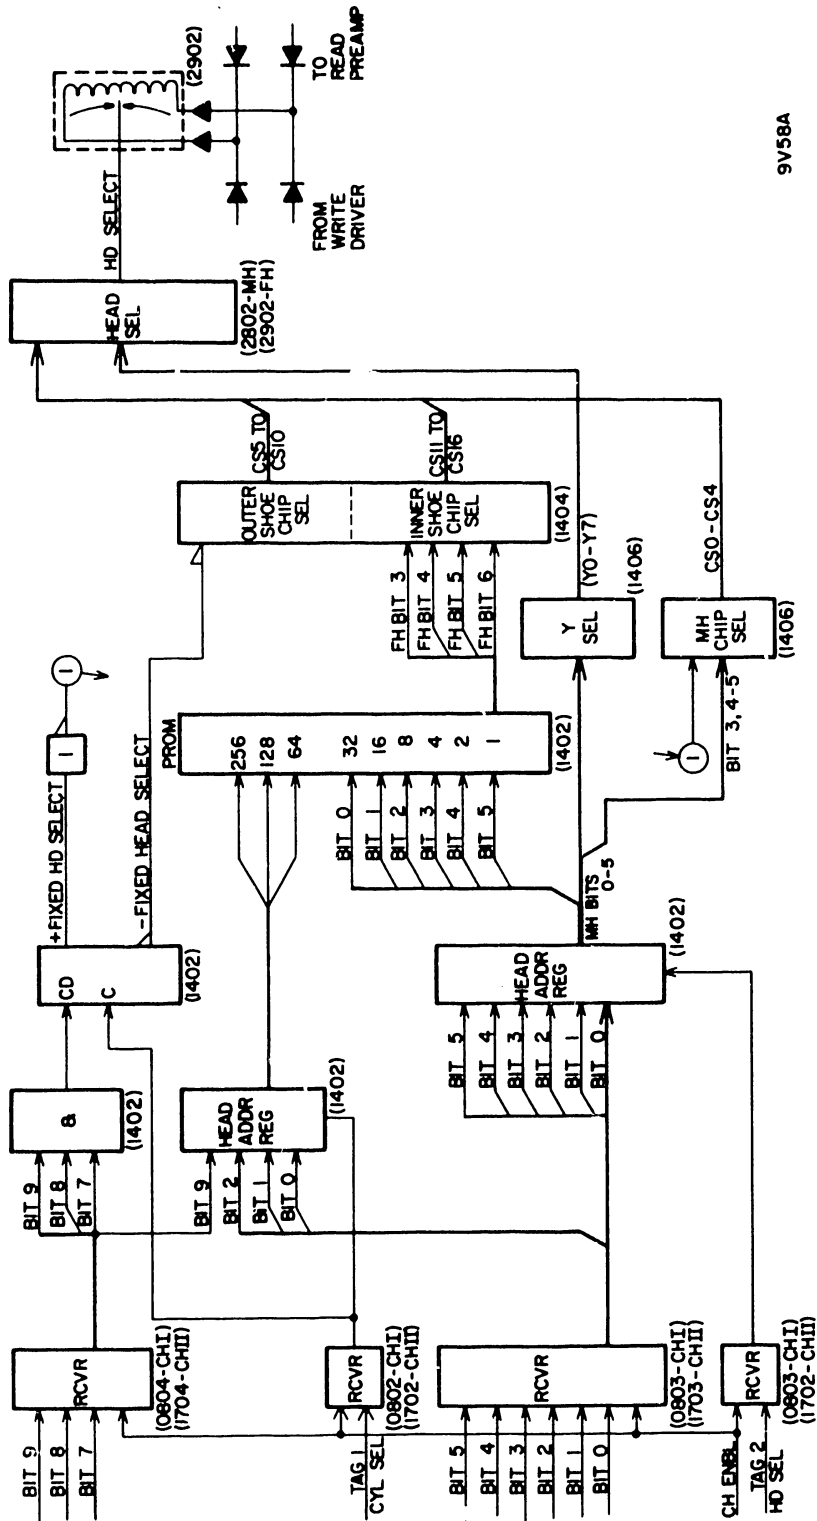 BIT 9
BIT 8
BIT 7
RCVR
(0804-CHI)
(1704-CHII)
TAG 1
CYL SEL
RCVR
(0802-CHI)
(1702-CHII)
BIT 5
BIT 4
BIT 3
BIT 2
BIT 1
BIT 0
RCVR
(0803-CHI)
(1703-CHII)
CH ENBL
TAG 2
HD SEL
RCVR
(0803-CHI)
(1702-CHII)
BIT 9
BIT 8
BIT 7
&
(1402)
BIT 9
BIT 2
BIT 1
BIT 0
HEAD
ADDR
REG
(1402)
BIT 5
BIT 4
BIT 3
BIT 2
BIT 1
BIT 0
HEAD
ADDR
REG
(1402)
CD
C
(1402)
+FIXED HD SELECT
-FIXED HEAD SELECT
1
1
MH BITS
0-5
BIT 0
BIT 1
BIT 2
BIT 3
BIT 4
BIT 5
PROM
256
128
64
32
16
8
4
2
1
(1402)
FH BIT 3
FH BIT 4
FH BIT 5
FH BIT 6
OUTER
SHOE
CHIP
SEL
INNER
SHOE
CHIP
SEL
(1404)
Y
SEL
(1406)
(Y0-Y7)
1
BIT 3, 4-5
MH
CHIP
SEL
(1406)
CS0-CS4
CS5 TO
CS10
CS11 TO
CS16
HEAD
SEL
(2802-MH)
(2902-FH)
HD SELECT
(2902)
FROM
WRITE
DRIVER
TO
READ
PREAMP
9V58A